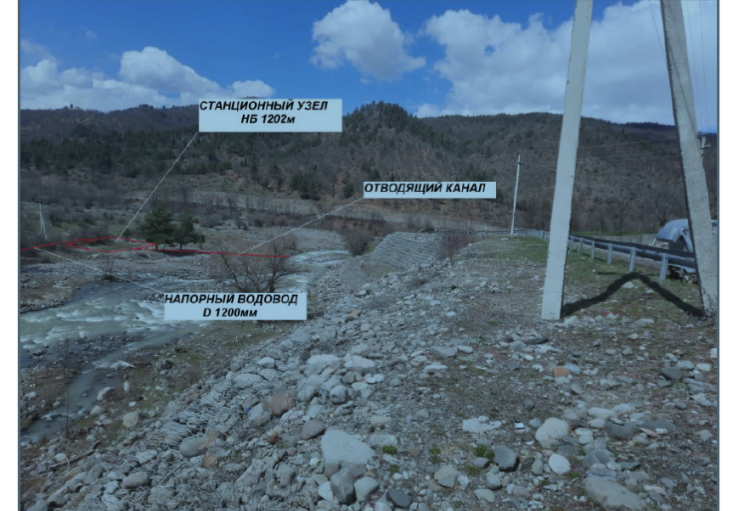 СТАНЦИОННЫЙ УЗЕЛ
НБ 1202м
ОТВОДЯЩИЙ КАНАЛ
НАПОРНЫЙ ВОДОВОД
D 1200мм